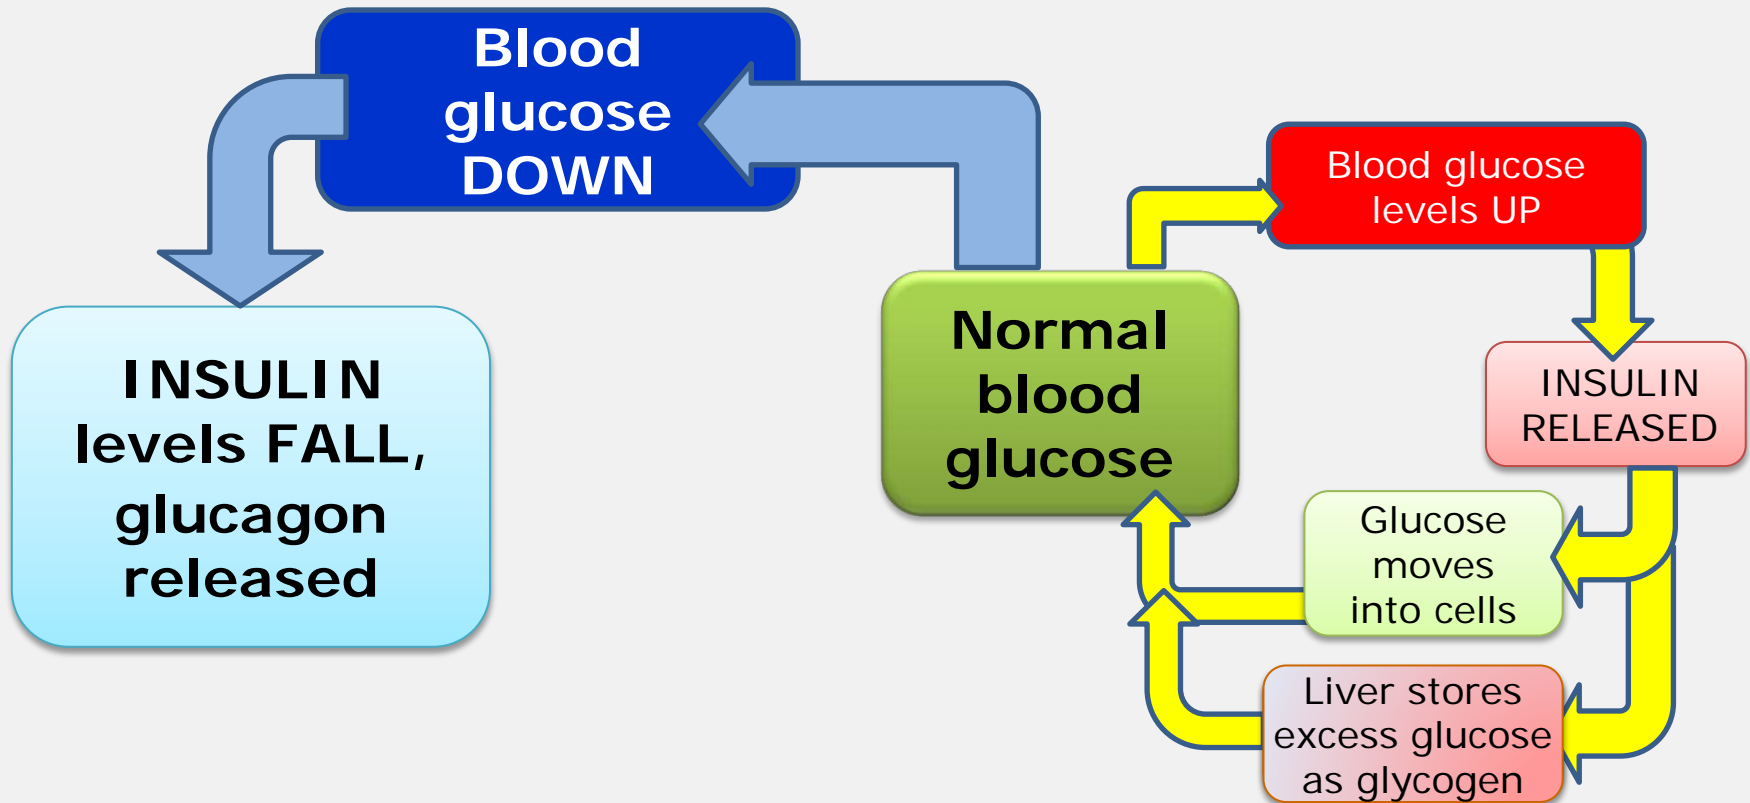 Blood
glucose
DOWN
Blood glucose
levels UP
Normal
blood
glucose
INSULIN
levels FALL,
glucagon
released
INSULIN
RELEASED
Glucose
moves
into cells
Liver stores
excess glucose
as glycogen